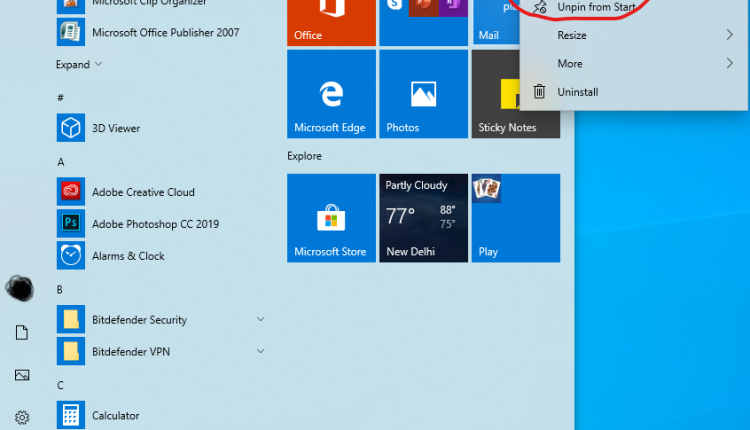 Microsoft Clip Organizer
Microsoft Office Publisher 2007
Expand
#
3D Viewer
A
Adobe Creative Cloud
Ps
Adobe Photoshop CC 2019
Alarms & Clock
B
Bitdefender Security
Bitdefender VPN
C
Calculator
Office
S
N
Mail
Microsoft Edge
Photos
Sticky Notes
Explore
Microsoft Store
Partly Cloudy
77° 88°
75°
New Delhi
Play
Unpin from Start
Resize
More
Uninstall